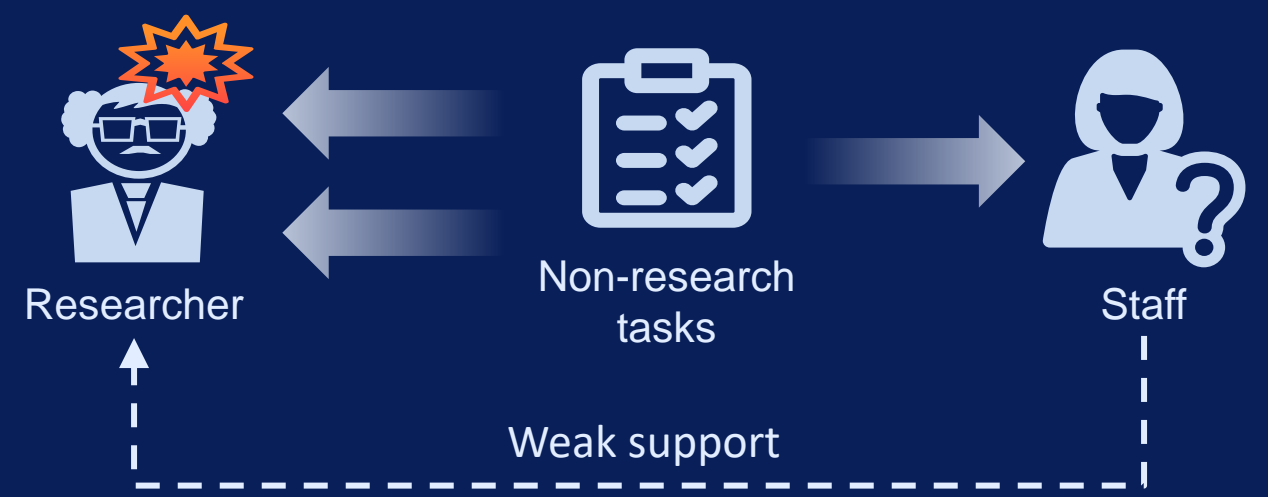 Researcher
Non-research
tasks
Staff
Weak support